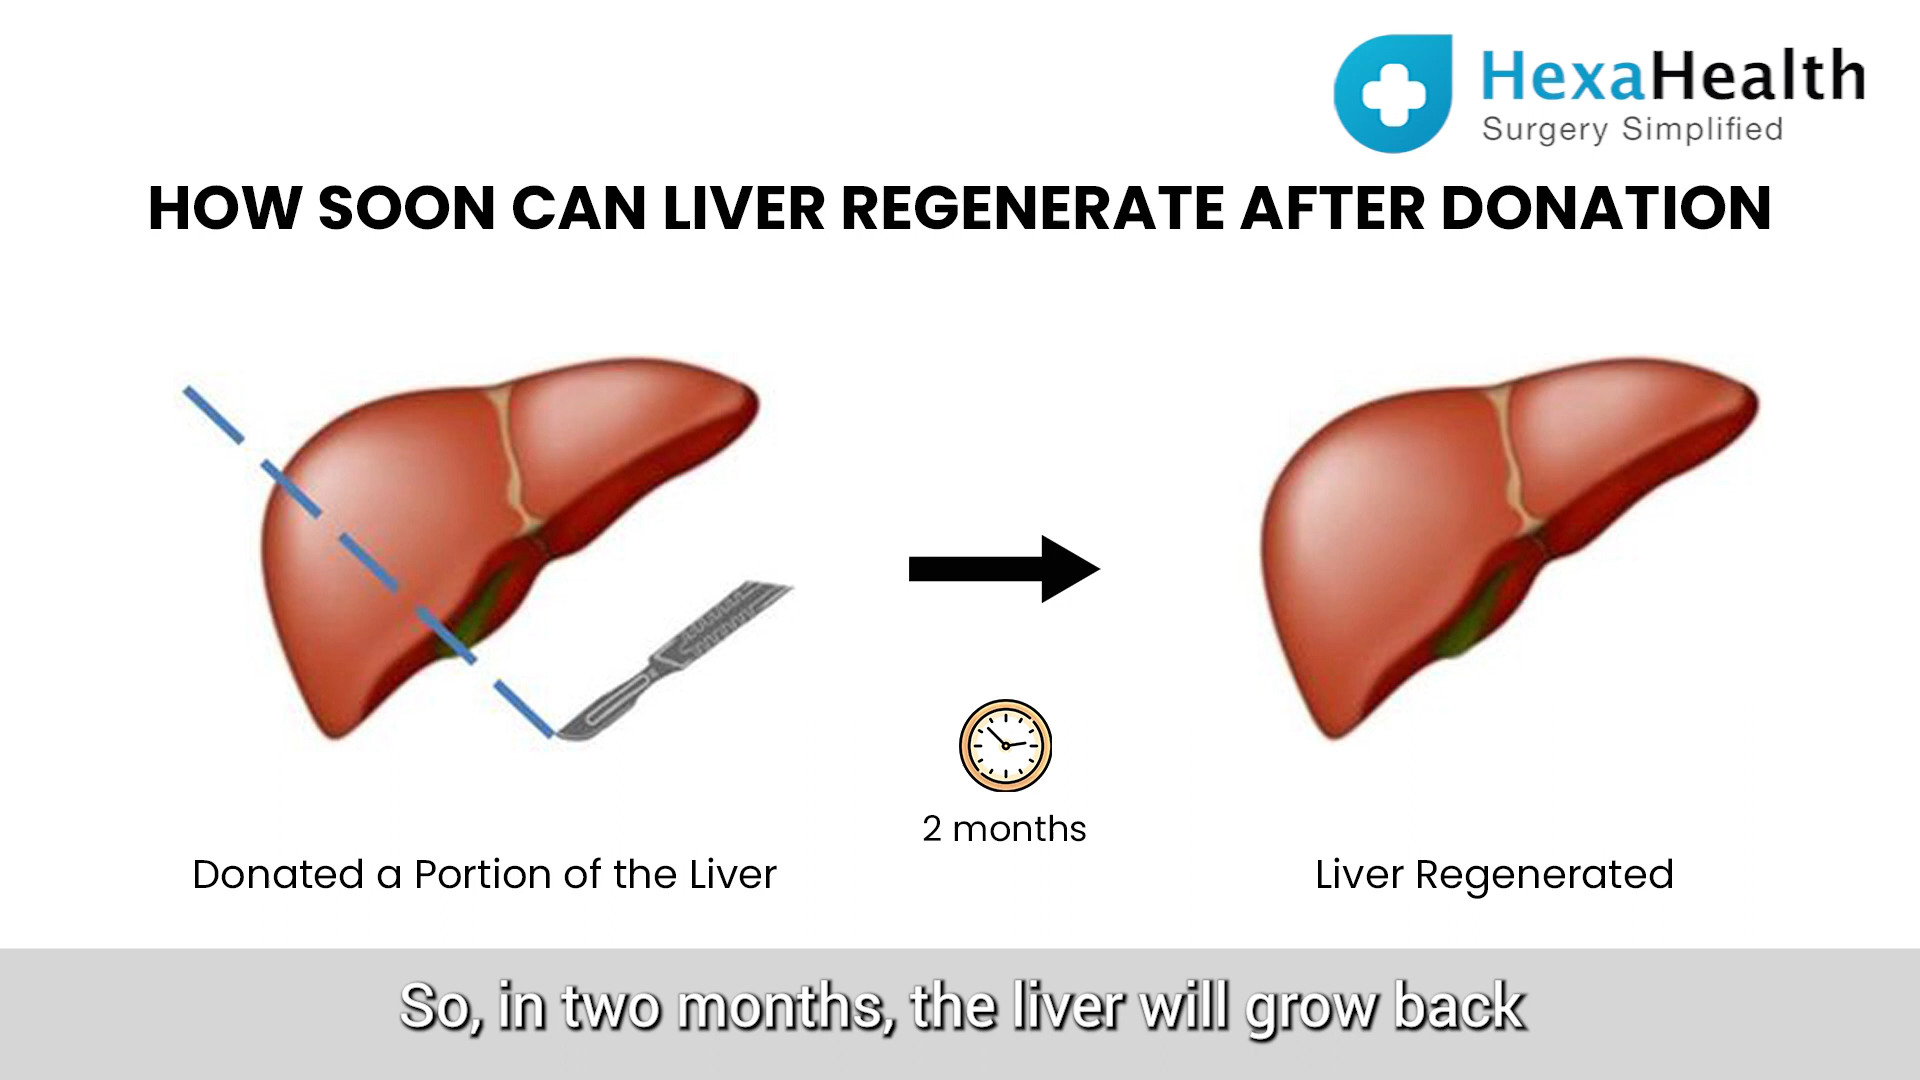 HexaHealth
Surgery Simplified
HOW SOON CAN LIVER REGENERATE AFTER DONATION
2 months
Donated a Portion of the Liver
Liver Regenerated
So, in two months, the liver will grow back